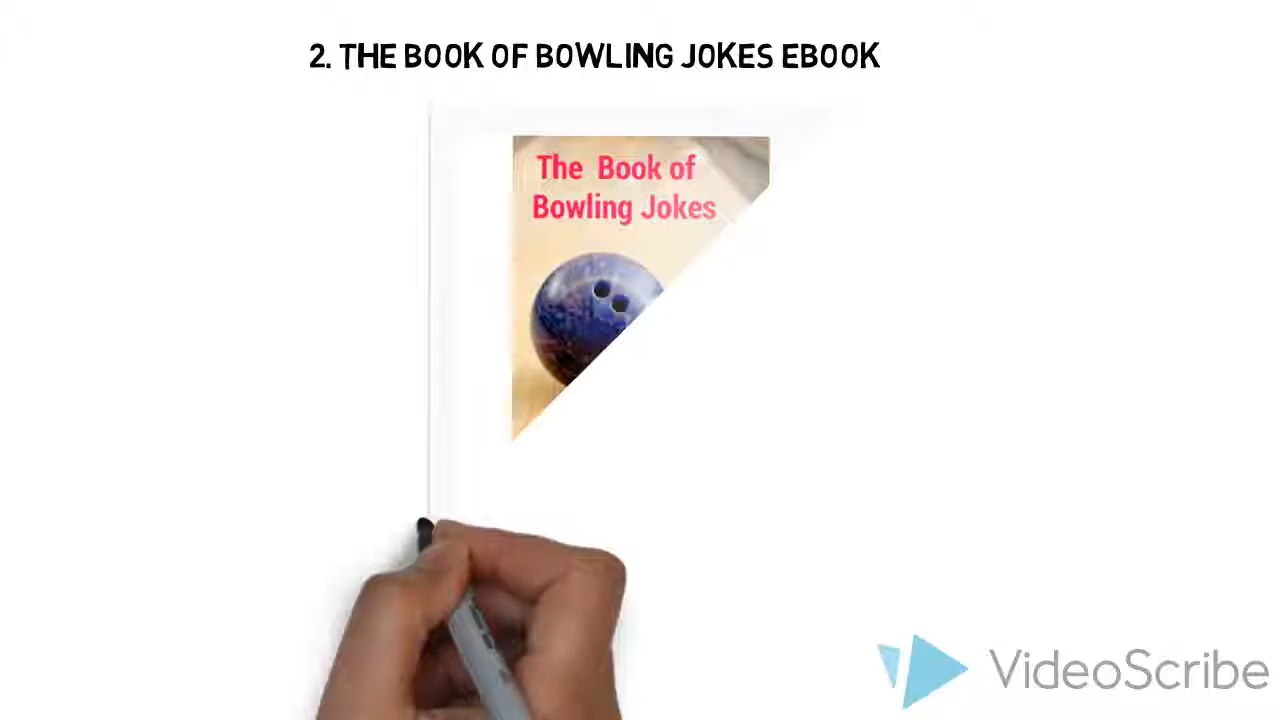 2. THE BOOK OF BOWLING JOKES EBOOK
The Book of
Bowling Jokes
VideoScribe